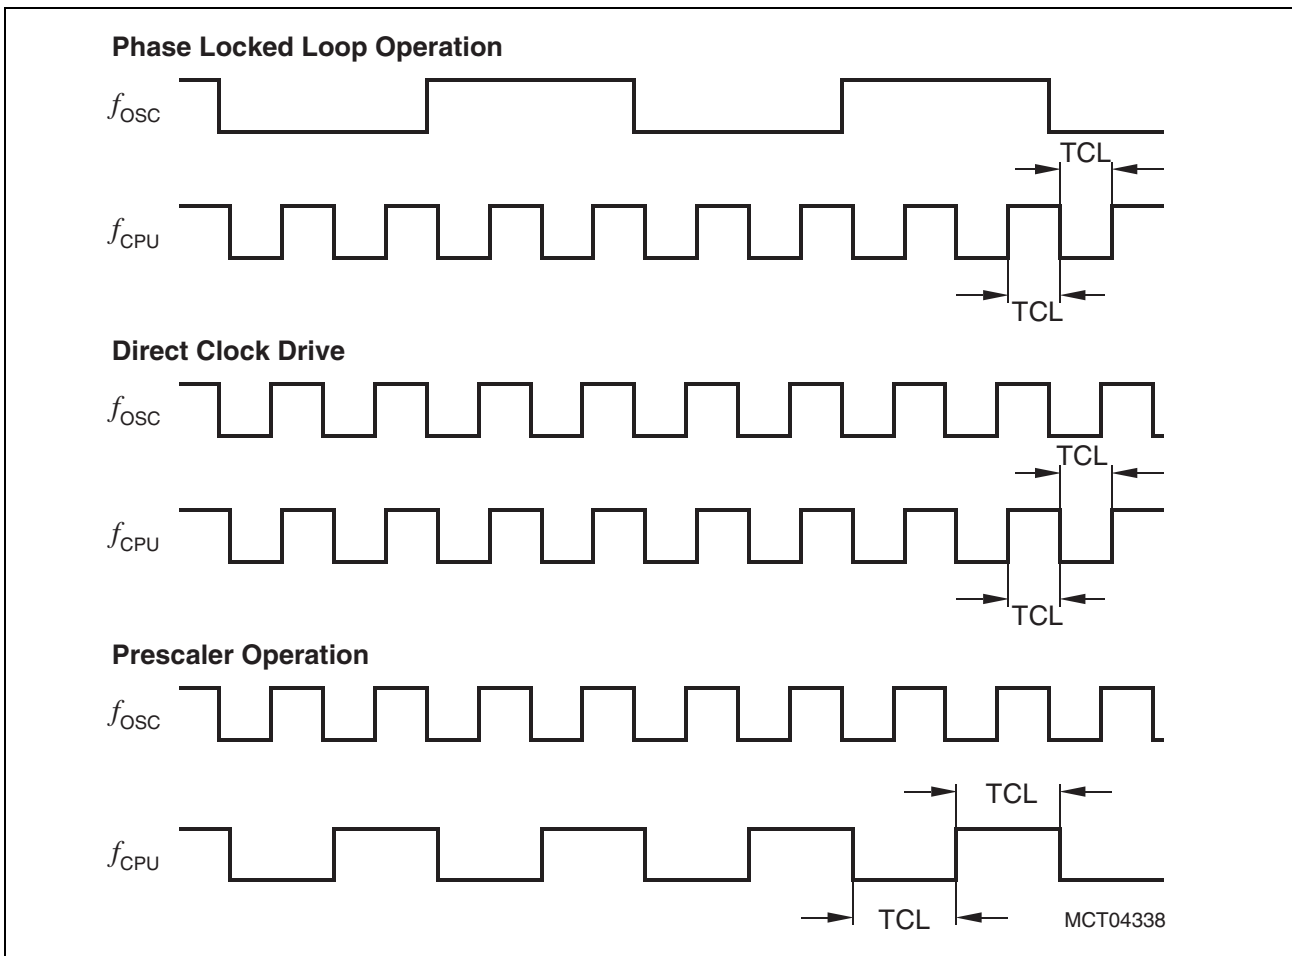 Phase Locked Loop Operation
fOSC
TCL
fCPU
TCL
Direct Clock Drive
fOSC
TCL
fCPU
TCL
Prescaler Operation
fOSC
TCL
fCPU
TCL
MCT04338